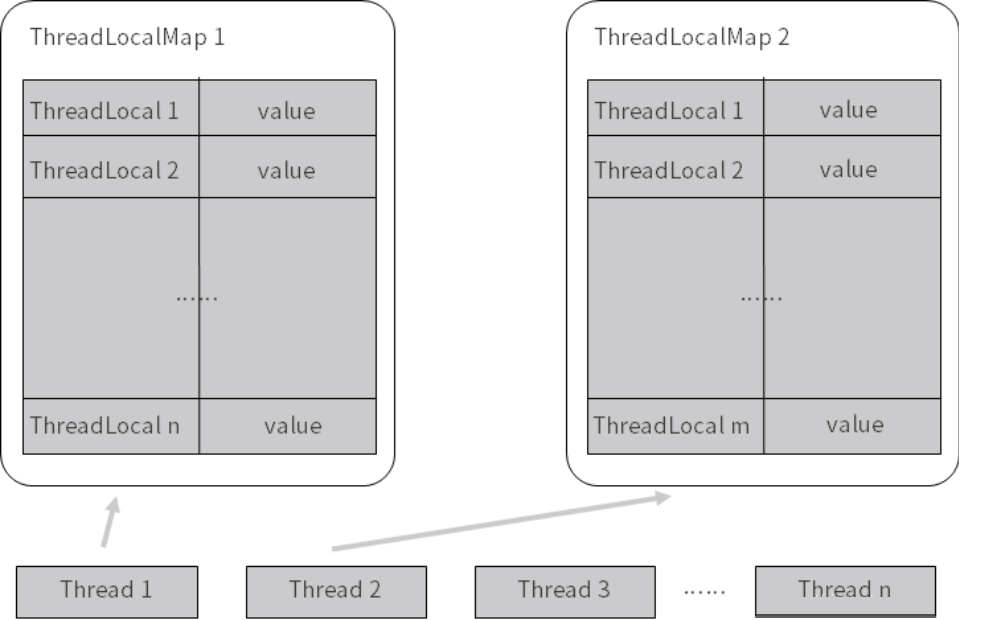 ThreadLocalMap 1
ThreadLocal 1 value
ThreadLocal 2 value
......
ThreadLocal n value
ThreadLocalMap 2
ThreadLocal 1 value
ThreadLocal 2 value
......
ThreadLocal m value
Thread 1 Thread 2 Thread 3 ...... Thread n